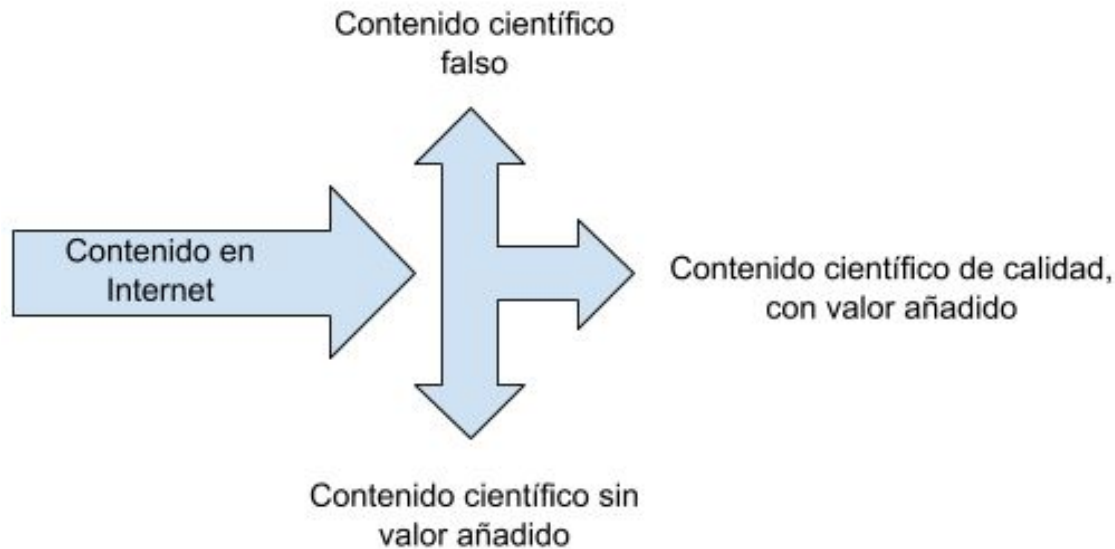 Contenido científico
falso
Contenido en
Internet
Contenido científico de calidad,
con valor añadido
Contenido científico sin
valor añadido